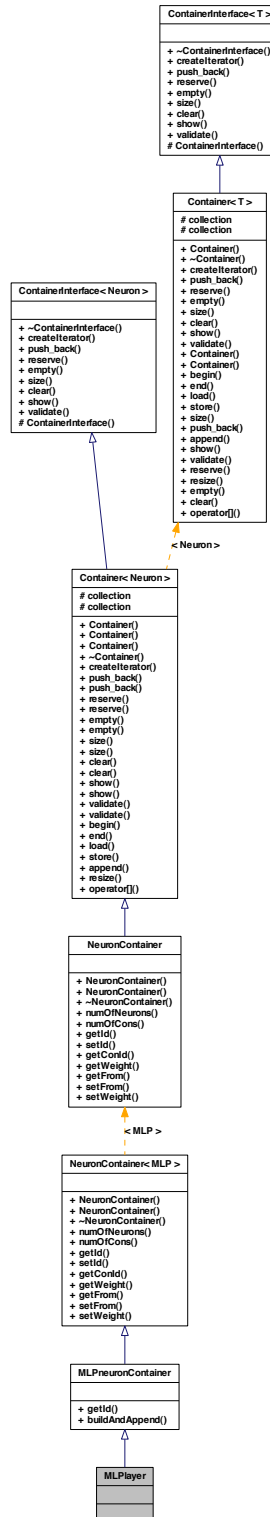 ContainerInterface< T >
+ ~ContainerInterface()
+ createIterator()
+ push_back()
+ reserve()
+ empty()
+ size()
+ clear()
+ show()
+ validate()
# ContainerInterface()
Container< T >
# collection
# collection
+ Container()
+ ~Container()
+ createIterator()
+ push_back()
+ reserve()
+ empty()
+ size()
+ clear()
+ show()
+ validate()
+ Container()
+ Container()
+ begin()
+ end()
+ load()
+ store()
+ size()
+ push_back()
+ append()
+ show()
+ validate()
+ reserve()
+ resize()
+ empty()
+ clear()
+ operator[]()
ContainerInterface< Neuron >
+ ~ContainerInterface()
+ createIterator()
+ push_back()
+ reserve()
+ empty()
+ size()
+ clear()
+ show()
+ validate()
# ContainerInterface()
< Neuron >
Container< Neuron >
# collection
# collection
+ Container()
+ Container()
+ Container()
+ ~Container()
+ createIterator()
+ push_back()
+ push_back()
+ reserve()
+ reserve()
+ empty()
+ empty()
+ size()
+ size()
+ clear()
+ clear()
+ show()
+ show()
+ validate()
+ validate()
+ begin()
+ end()
+ load()
+ store()
+ append()
+ resize()
+ operator[]()
NeuronContainer
+ NeuronContainer()
+ NeuronContainer()
+ ~NeuronContainer()
+ numOfNeurons()
+ numOfCons()
+ getId()
+ setId()
+ getConId()
+ getWeight()
+ getFrom()
+ setFrom()
+ setWeight()
< MLP >
NeuronContainer< MLP >
+ NeuronContainer()
+ NeuronContainer()
+ ~NeuronContainer()
+ numOfNeurons()
+ numOfCons()
+ getId()
+ setId()
+ getConId()
+ getWeight()
+ getFrom()
+ setFrom()
+ setWeight()
MLPneuronContainer
+ getId()
+ buildAndAppend()
MLPlayer